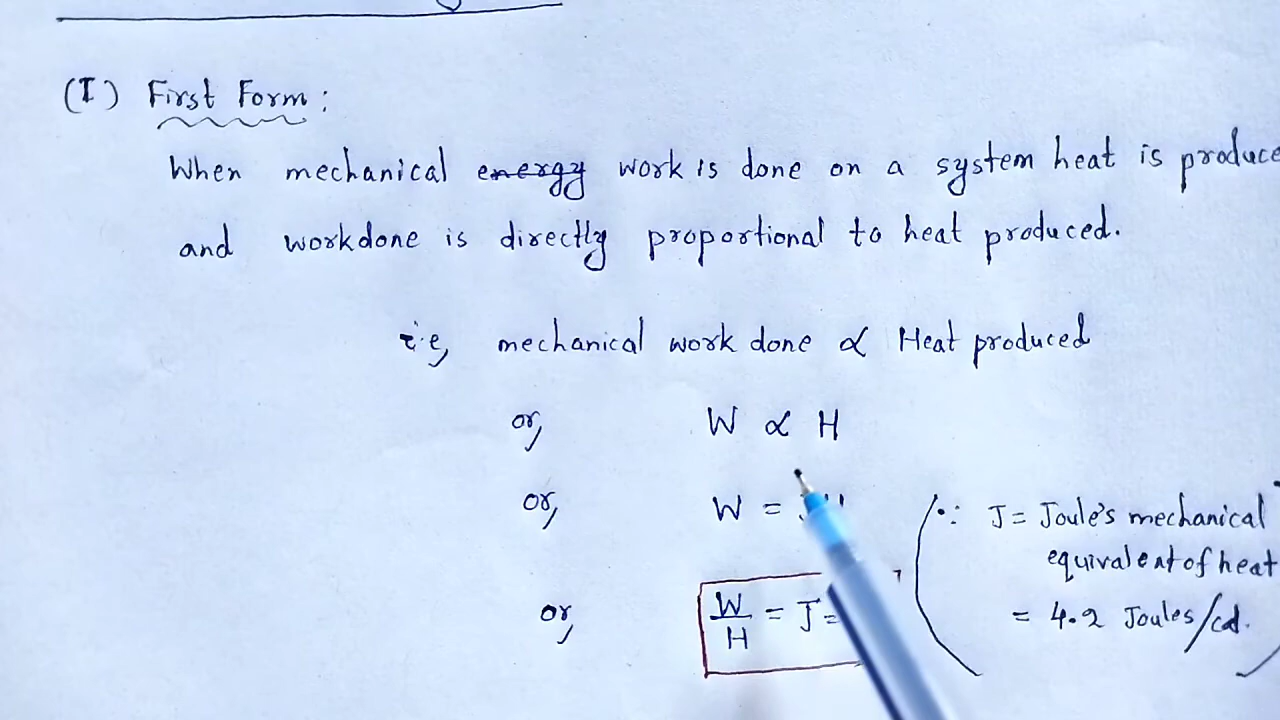 (I) First Form:
When mechanical energy work is done on a system heat is produce
and workdone is directly proportional to heat produced.
i.e, mechanical work done ∝ Heat produced
or, W ∝ H
or, W =
∵ J = Joule's mechanical
equivalent of heat
or, W/H = J =
= 4.2 Joules/cal.